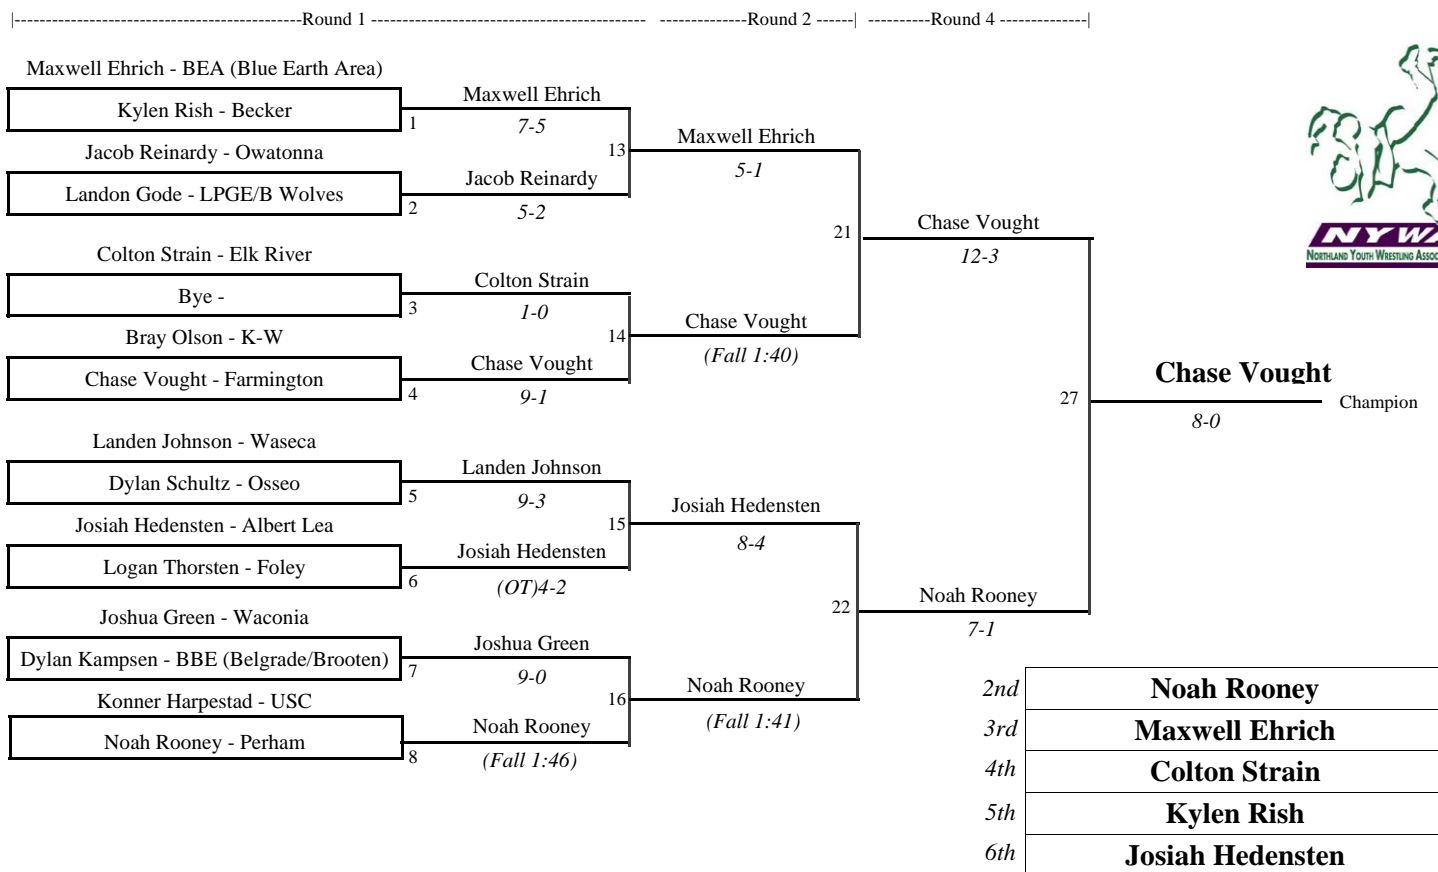 |----------------------------------------------Round 1 -------------------------------------------- --------------Round 2 ------| ----------Round 4 --------------|
Maxwell Ehrich - BEA (Blue Earth Area)
Kylen Rish - Becker
1
Maxwell Ehrich
7-5
Jacob Reinardy - Owatonna
Landon Gode - LPGE/B Wolves
2
Jacob Reinardy
5-2
13
Maxwell Ehrich
5-1
Colton Strain - Elk River
Bye -
3
Colton Strain
1-0
Bray Olson - K-W
Chase Vought - Farmington
4
Chase Vought
9-1
14
Chase Vought
(Fall 1:40)
21
Chase Vought
12-3
Landen Johnson - Waseca
Dylan Schultz - Osseo
5
Landen Johnson
9-3
Josiah Hedensten - Albert Lea
Logan Thorsten - Foley
6
Josiah Hedensten
(OT)4-2
15
Josiah Hedensten
8-4
Joshua Green - Waconia
Dylan Kampsen - BBE (Belgrade/Brooten)
7
Joshua Green
9-0
Konner Harpestad - USC
Noah Rooney - Perham
8
Noah Rooney
(Fall 1:46)
16
Noah Rooney
(Fall 1:41)
22
Noah Rooney
7-1
27
Chase Vought
8-0
Champion
NYW
NORTHLAND YOUTH WRESTLING
2nd Noah Rooney
3rd Maxwell Ehrich
4th Colton Strain
5th Kylen Rish
6th Josiah Hedensten